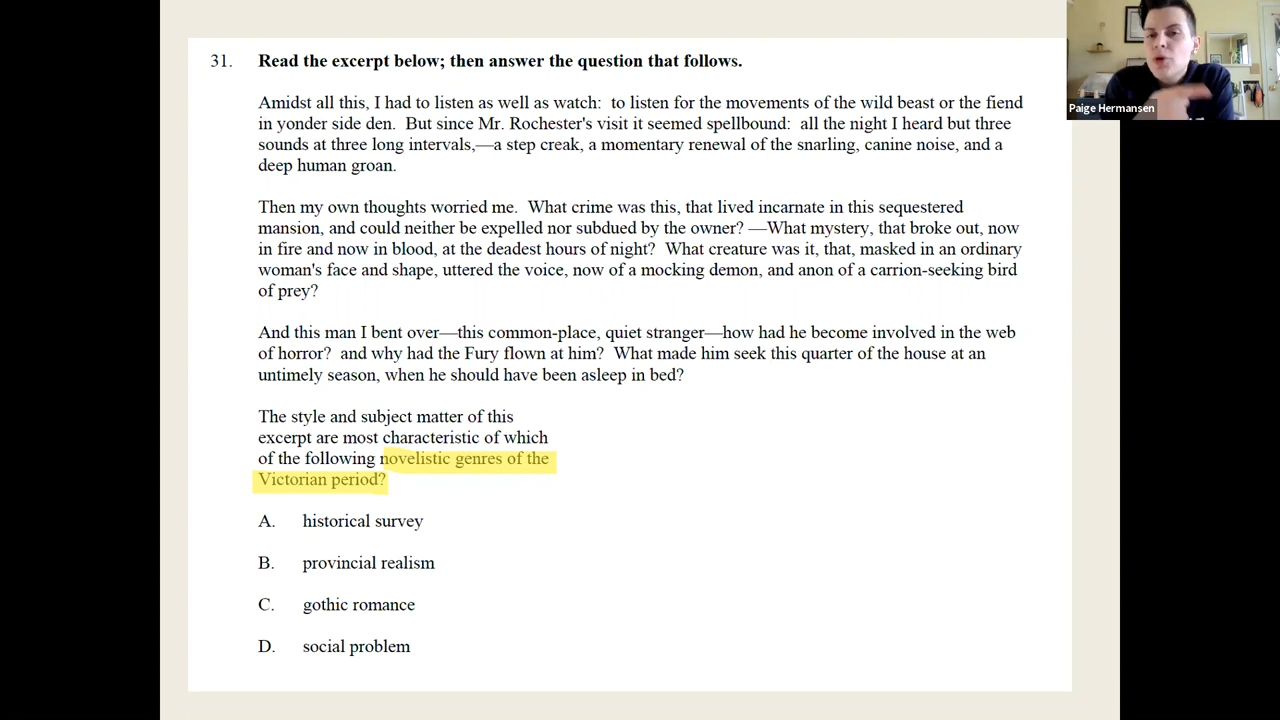 31. Read the excerpt below; then answer the question that follows.
Amidst all this, I had to listen as well as watch: to listen for the movements of the wild beast or the fiend
in yonder side den. But since Mr. Rochester's visit it seemed spellbound: all the night I heard but three
sounds at three long intervals,—a step creak, a momentary renewal of the snarling, canine noise, and a
deep human groan.
Then my own thoughts worried me. What crime was this, that lived incarnate in this sequestered
mansion, and could neither be expelled nor subdued by the owner? —What mystery, that broke out, now
in fire and now in blood, at the deadest hours of night? What creature was it, that, masked in an ordinary
woman's face and shape, uttered the voice, now of a mocking demon, and anon of a carrion-seeking bird
of prey?
And this man I bent over—this common-place, quiet stranger—how had he become involved in the web
of horror? and why had the Fury flown at him? What made him seek this quarter of the house at an
untimely season, when he should have been asleep in bed?
The style and subject matter of this
excerpt are most characteristic of which
of the following novelistic genres of the
Victorian period?
A. historical survey
B. provincial realism
C. gothic romance
D. social problem
Paige Hermansen